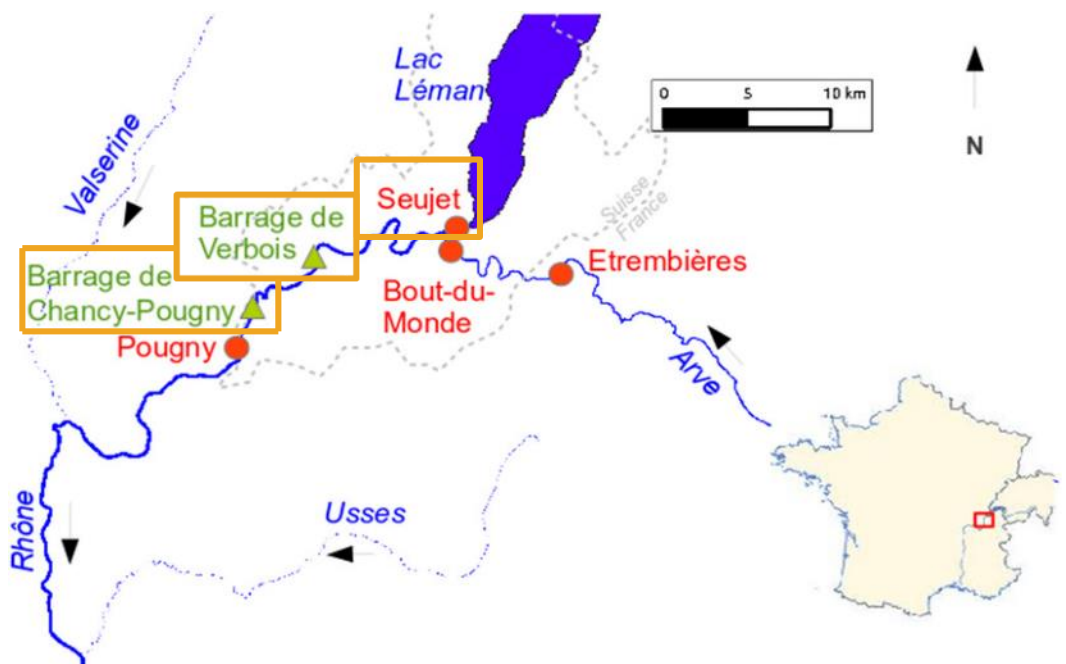 Lac
Léman
0 5 10 km
N
Valserine
Suisse
France
Seujet
Barrage de
Verbois
Barrage de
Chancy-Pougny
Etrembières
Bout-du-
Monde
Pougny
Arve
Rhône
Usses